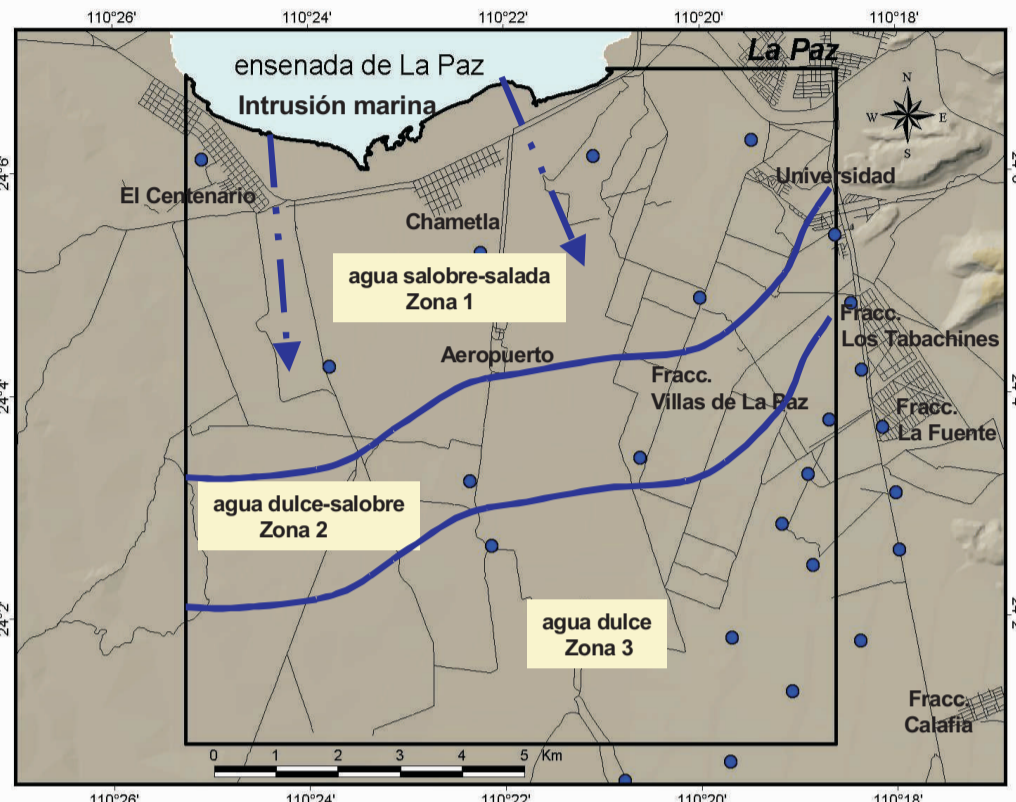 110°26'
110°24'
110°22'
110°20'
110°18'
La Paz
ensenada de La Paz
Intrusión marina
N
W
E
S
24°6'
El Centenario
Universidad
Chametla
agua salobre-salada
Zona 1
Fracc.
Los Tabachines
Aeropuerto
Fracc.
Villas de La Paz
24°4'
Fracc.
La Fuente
agua dulce-salobre
Zona 2
24°2'
agua dulce
Zona 3
Fracc.
Calafia
0
1
2
3
4
5
Km
110°26'
110°24'
110°22'
110°20'
110°18'